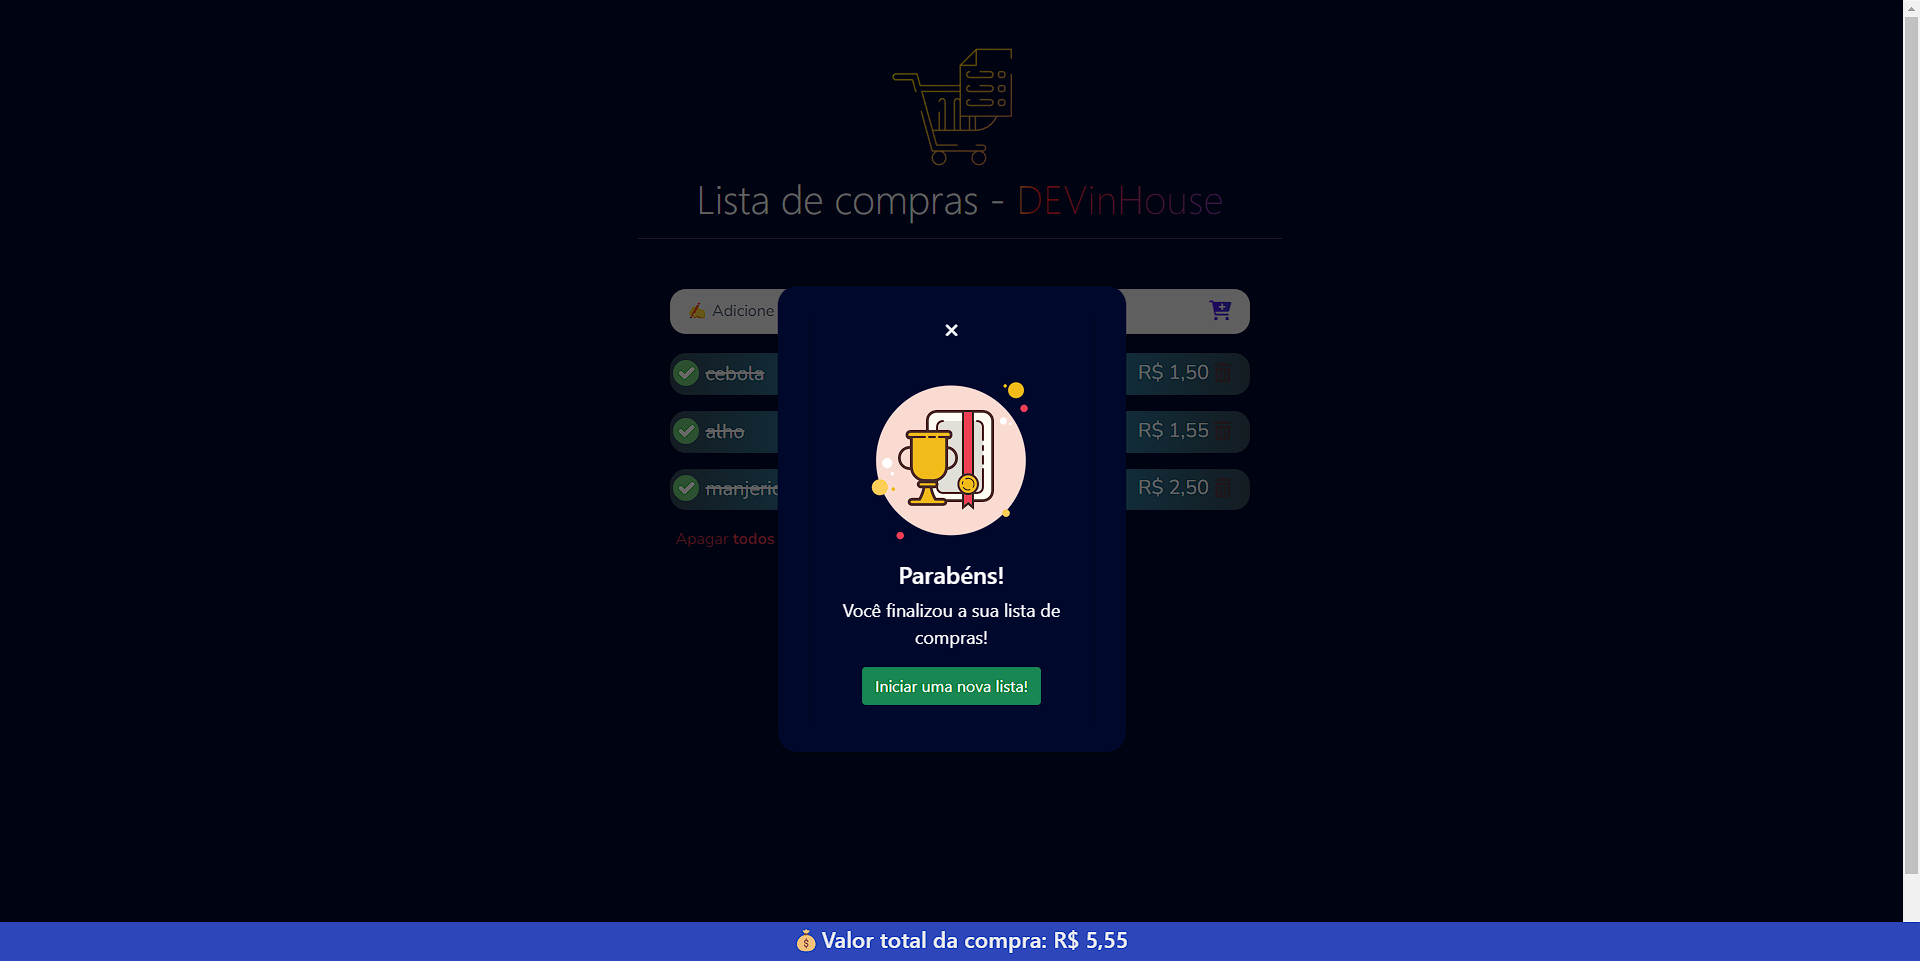 Lista de compras - DEVinHouse
✍ Adicione
×
cebola
R$ 1,50
alho
R$ 1,55
R$ 2,50
Apagar todos
Parabéns!
Você finalizou a sua lista de
compras!
Iniciar uma nova lista!
💰 Valor total da compra: R$ 5,55